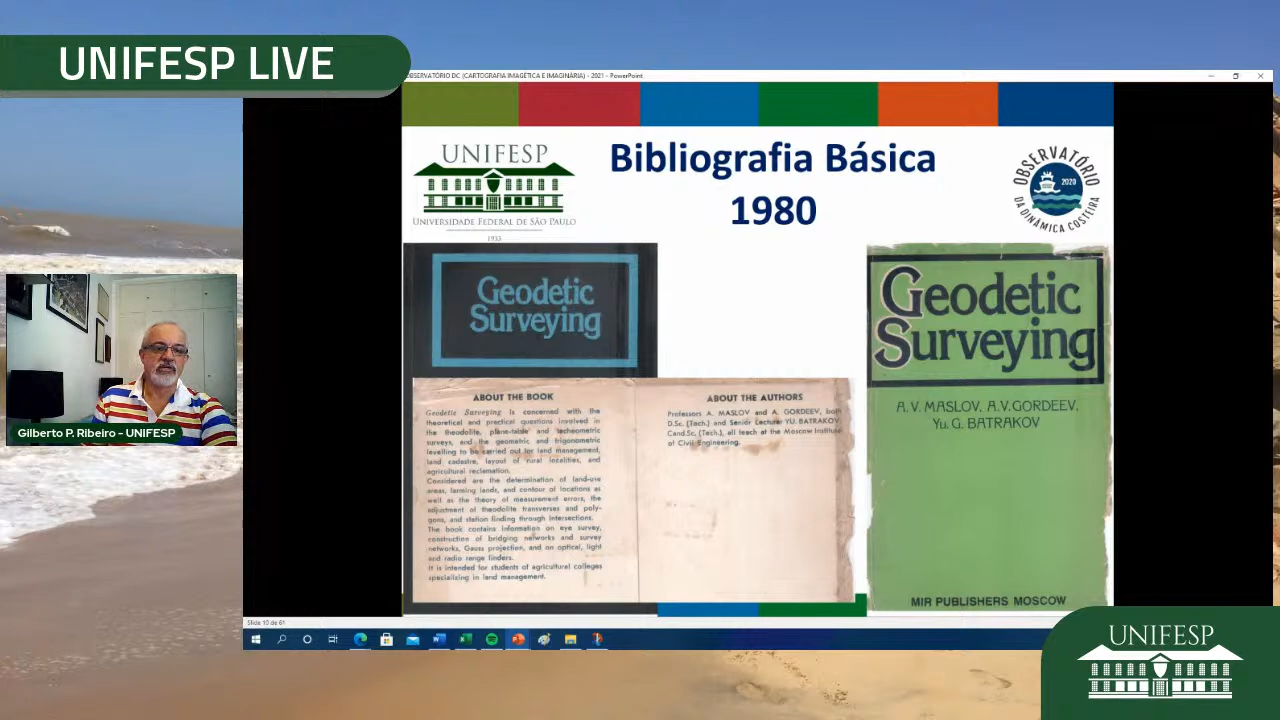 UNIFESP LIVE
OBSERVATÓRIO DC (CARTOGRAFIA IMAGÉTICA E IMAGINÁRIA) - 2021 - PowerPoint
UNIFESP
UNIVERSIDADE FEDERAL DE SÃO PAULO
1933
Bibliografia Básica
1980
OBSERVATÓRIO
2020
DA DINÂMICA COSTEIRA
Geodetic
Surveying
ABOUT THE BOOK
Geodetic Surveying is concerned with the
theoretical and practical questions involved in
the theodolite, plane-table and tacheometric
surveys, and the geometric and trigonometric
levelling to be carried out for land management,
land cadastre, layout of rural localities, and
agricultural reclamation.
Considered are the determination of land-use
areas, farming lands, and contour of locations as
well as the theory of measurement errors, the
adjustment of theodolite transverses and poly-
gons, and station finding through intersections.
The book contains information on eye survey,
construction of bridging networks and survey
networks, Gauss projection, and on optical, light
and radio range finders.
It is intended for students of agricultural colleges
specializing in land management.
ABOUT THE AUTHORS
Professors A. MASLOV and A. GORDEEV, both
D.Sc. (Tech.) and Senior Lecturer YU. BATRAKOV
Cand.Sc. (Tech.), all teach at the Moscow Institute
of Civil Engineering.
Geodetic
Surveying
A. V. MASLOV, A.V. GORDEEV,
Yu. G. BATRAKOV
MIR PUBLISHERS MOSCOW
Gilberto P. Ribeiro - UNIFESP
Slide 10 de 61
UNIFESP